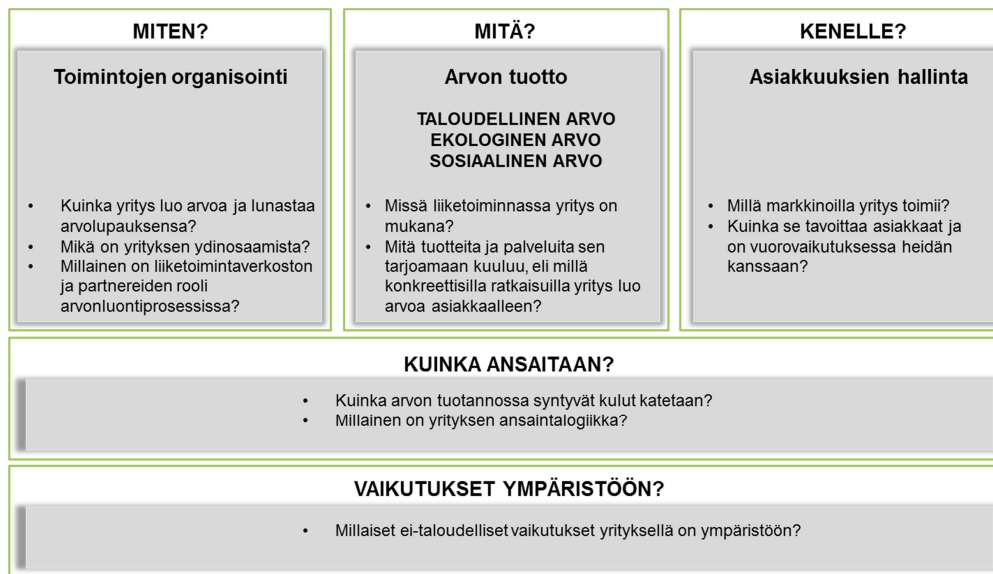 MITEN?
Toimintojen organisointi
• Kuinka yritys luo arvoa ja lunastaa
arvolupauksensa?
• Mikä on yrityksen ydinosaamista?
• Millainen on liiketoimintaverkoston
ja partnereiden rooli
arvonluontiprosessissa?
MITÄ?
Arvon tuotto
TALOUDELLINEN ARVO
EKOLOGINEN ARVO
SOSIAALINEN ARVO
• Missä liiketoiminnassa yritys on
mukana?
• Mitä tuotteita ja palveluita sen
tarjoamaan kuuluu, eli millä
konkreettisilla ratkaisuilla yritys luo
arvoa asiakkaalleen?
KENELLE?
Asiakkuuksien hallinta
• Millä markkinoilla yritys toimii?
• Kuinka se tavoittaa asiakkaat ja
on vuorovaikutuksessa heidän
kanssaan?
KUINKA ANSAITAAN?
• Kuinka arvon tuotannossa syntyvät kulut katetaan?
• Millainen on yrityksen ansaintalogiikka?
VAIKUTUKSET YMPÄRISTÖÖN?
• Millaiset ei-taloudelliset vaikutukset yrityksellä on ympäristöön?